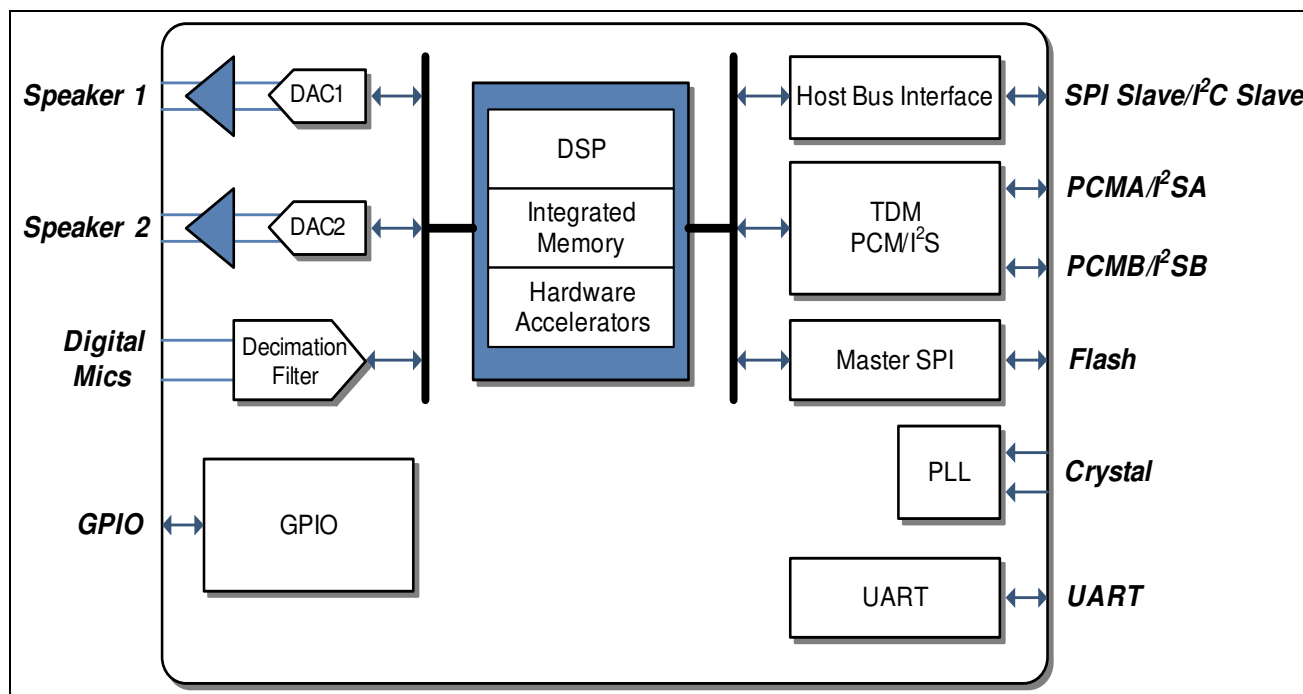 Speaker 1
DAC1
Speaker 2
DAC2
Digital
Mics
Decimation
Filter
GPIO
GPIO
DSP
Integrated
Memory
Hardware
Accelerators
Host Bus Interface
SPI Slave/I²C Slave
TDM
PCM/I²S
PCMA/I²SA
PCMB/I²SB
Master SPI
Flash
PLL
Crystal
UART
UART